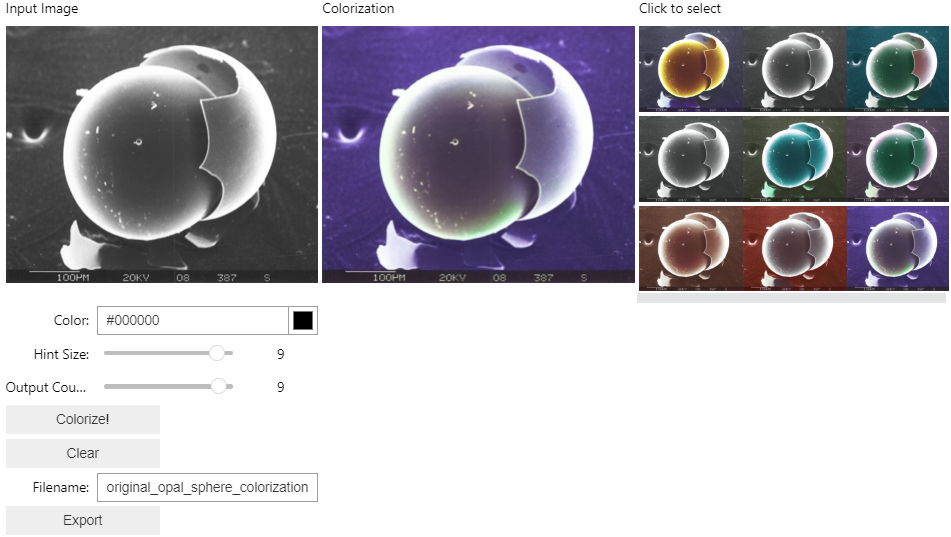 Input Image
Colorization
Click to select
100PM 20KV 08 387 S
100PM 20KV 08 387 S
Color: #000000
Hint Size: 9
Output Cou... 9
Colorize!
Clear
Filename: original_opal_sphere_colorization
Export